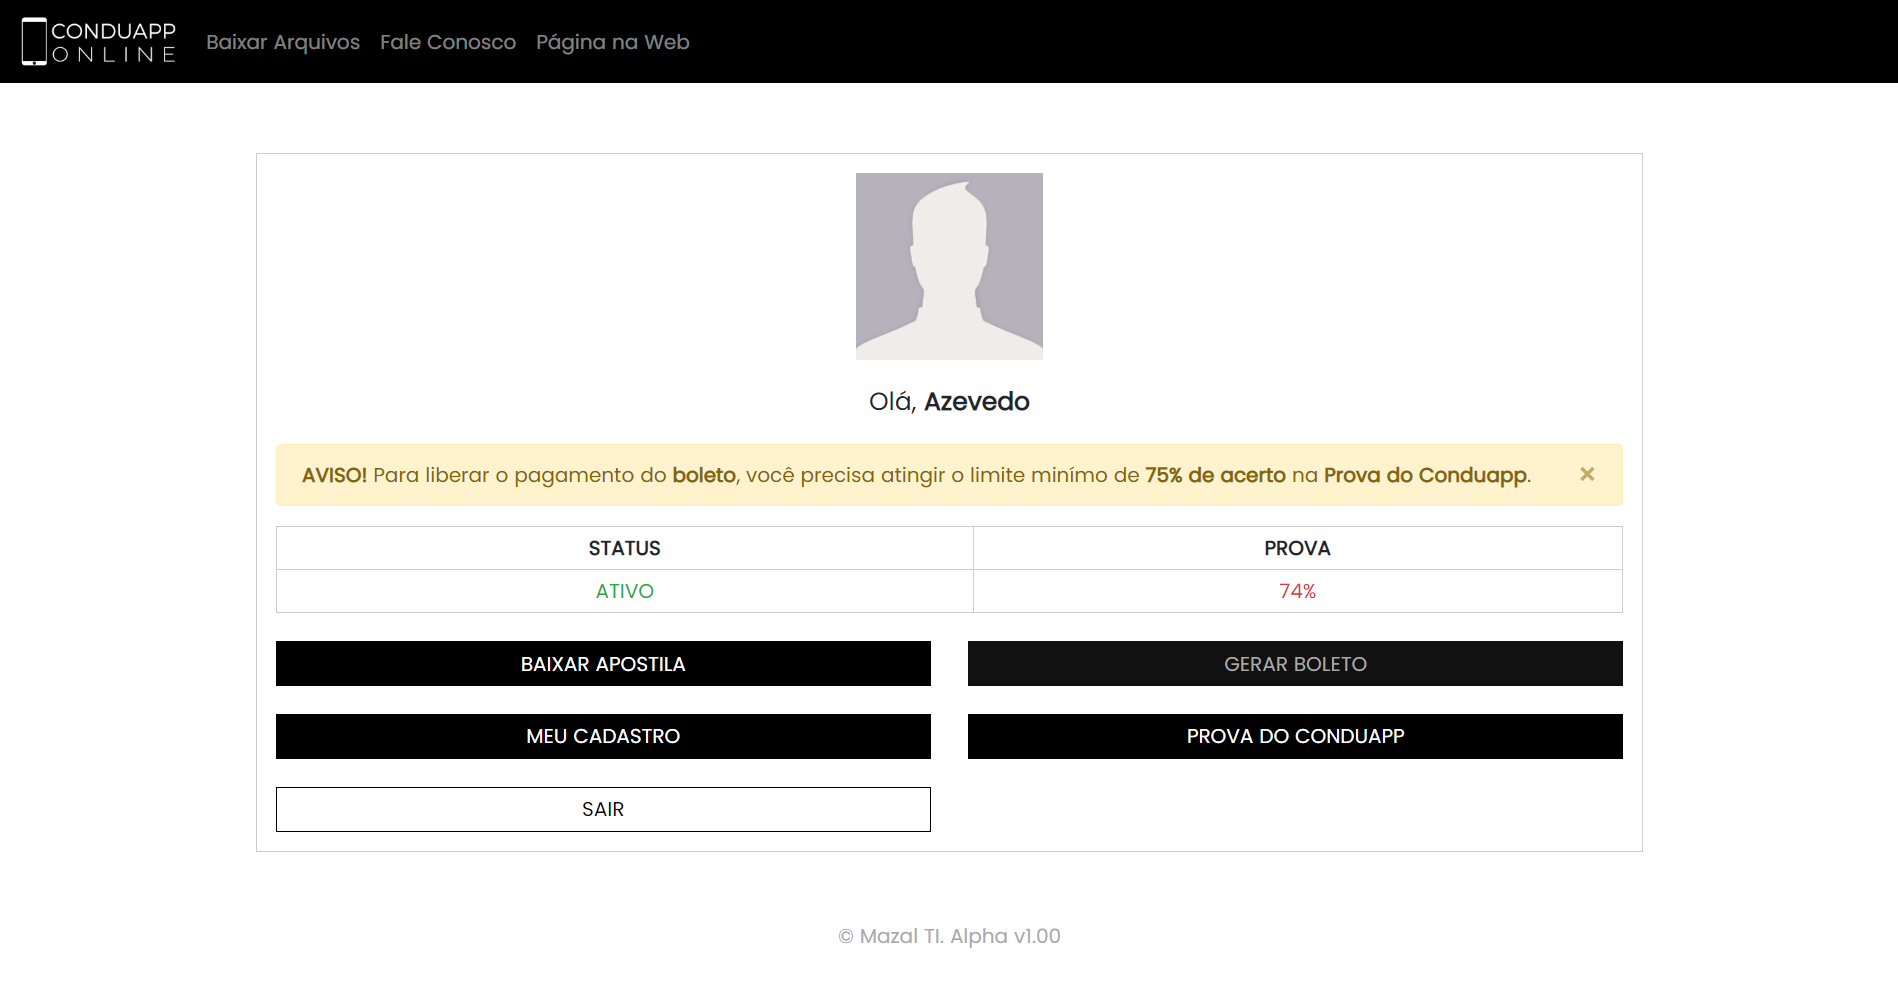 CONDUAPP
ONLINE
Baixar Arquivos Fale Conosco Página na Web
Olá, Azevedo
AVISO! Para liberar o pagamento do boleto, você precisa atingir o limite minímo de 75% de acerto na Prova do Conduapp. ×
STATUS PROVA
ATIVO 74%
BAIXAR APOSTILA GERAR BOLETO
MEU CADASTRO PROVA DO CONDUAPP
SAIR
© Mazal TI. Alpha v1.00